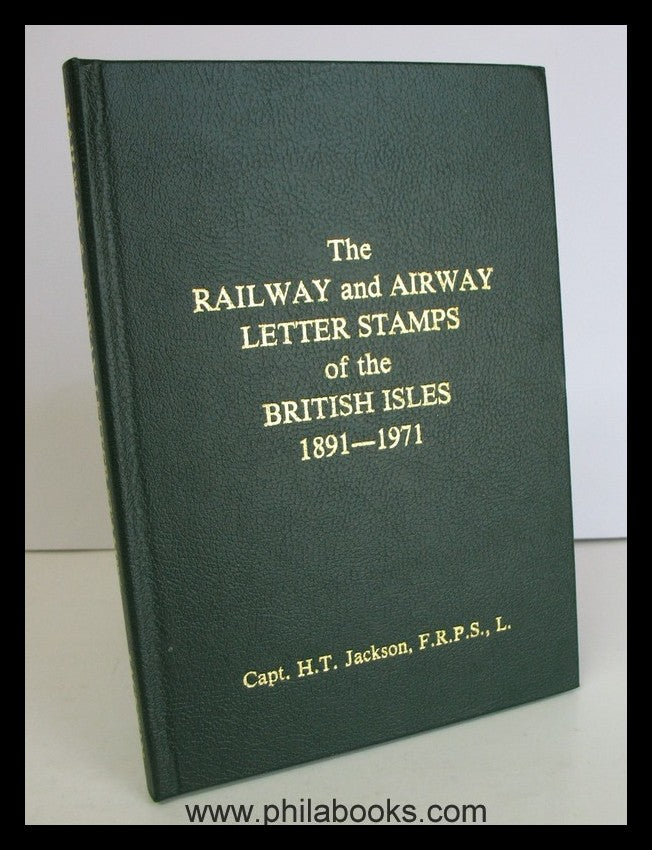 The
RAILWAY and AIRWAY
LETTER STAMPS
of the
BRITISH ISLES
1891—1971
Capt. H.T. Jackson, F.R.P.S., L.
www.philabooks.com